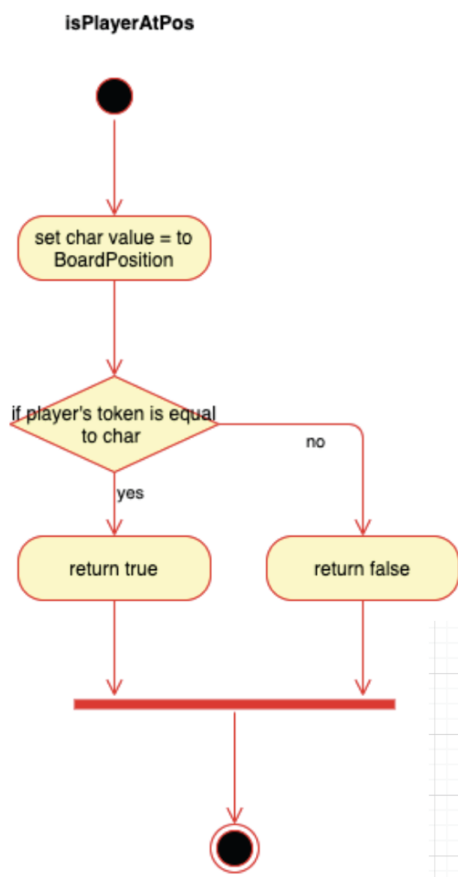 isPlayerAtPos
set char value = to
BoardPosition
if player's token is equal
to char
no
yes
return true
return false